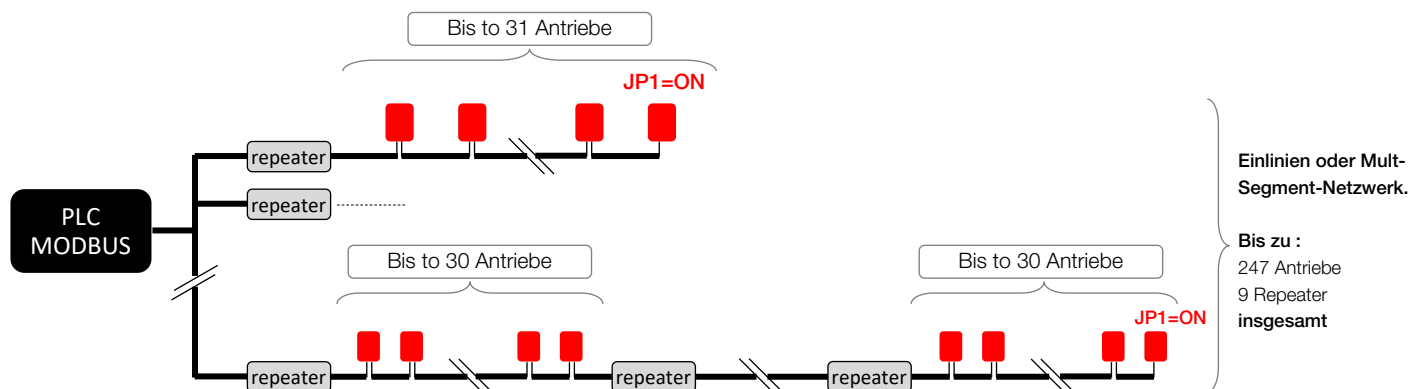 Bis to 31 Antriebe
JP1=ON
repeater
repeater
PLC
MODBUS
Bis to 30 Antriebe
Bis to 30 Antriebe
JP1=ON
repeater
repeater
repeater
Einlinien oder Mult-
Segment-Netzwerk.
Bis zu :
247 Antriebe
9 Repeater
insgesamt